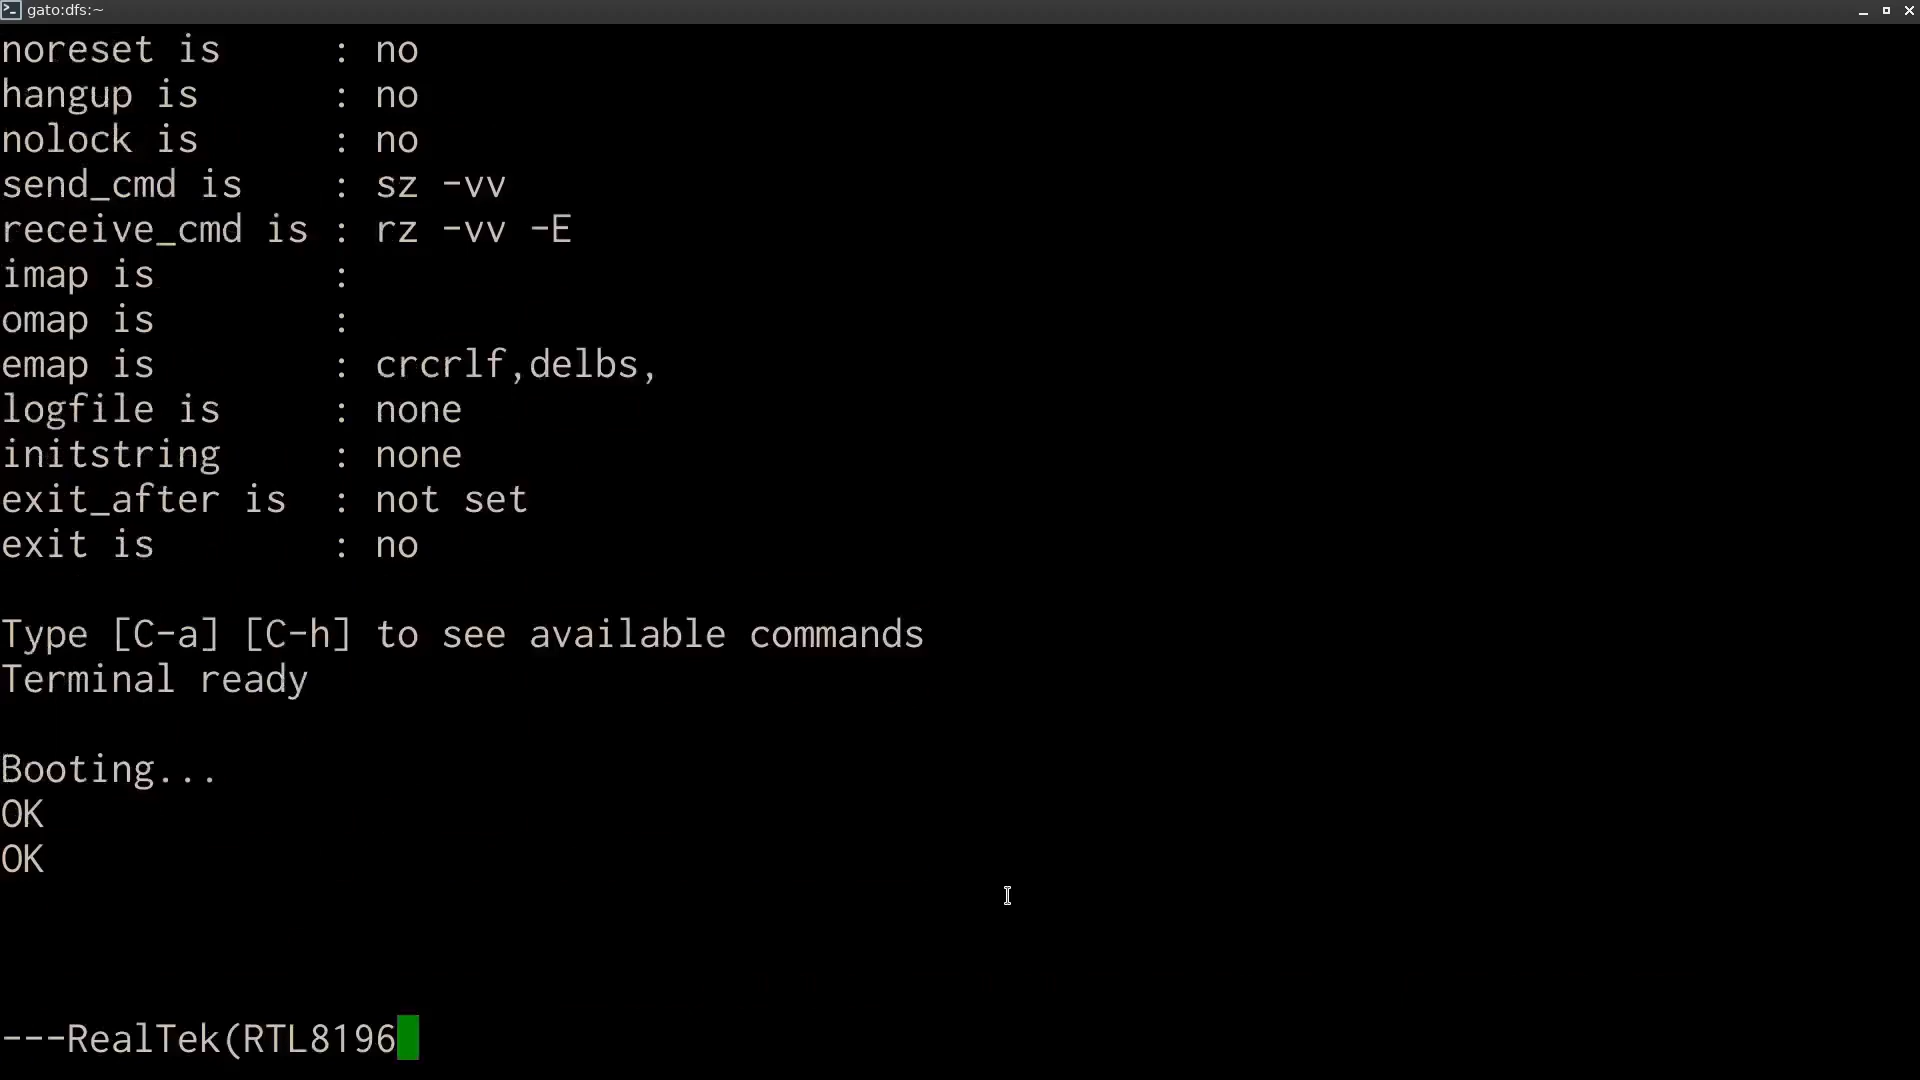 gato:dfs:~
noreset is     : no
hangup is      : no
nolock is      : no
send_cmd is    : sz -vv
receive_cmd is : rz -vv -E
imap is        :
omap is        :
emap is        : crcrlf,delbs,
logfile is     : none
initstring     : none
exit_after is  : not set
exit is        : no
Type [C-a] [C-h] to see available commands
Terminal ready
Booting...
OK
OK
---RealTek(RTL8196